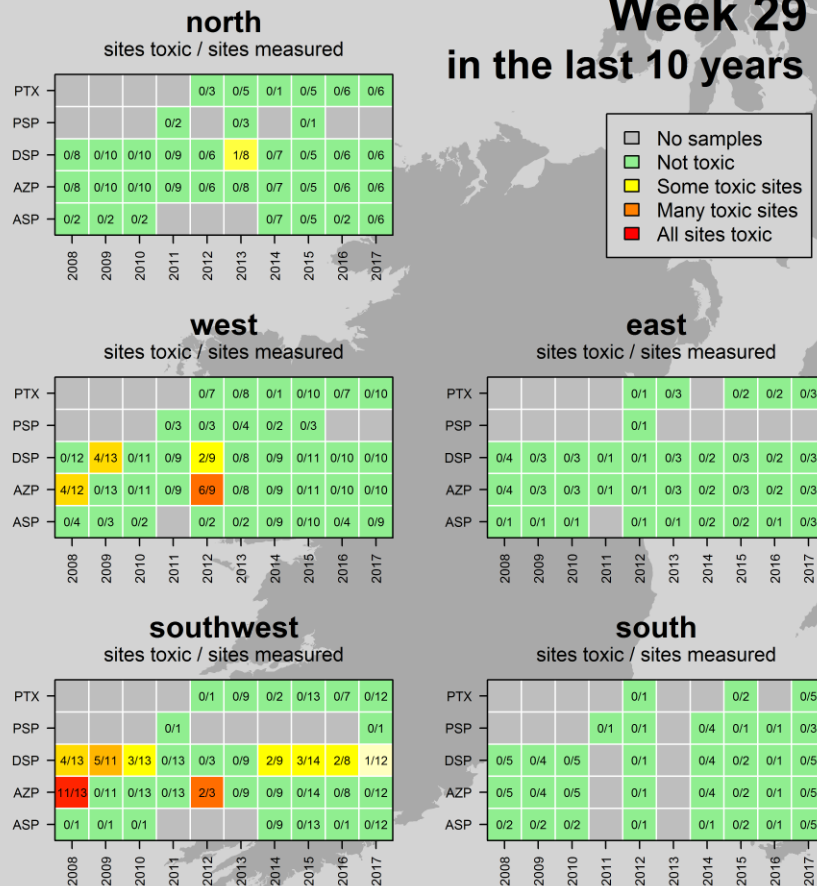 Week 29
in the last 10 years
No samples
Not toxic
Some toxic sites
Many toxic sites
All sites toxic
north
sites toxic / sites measured
PTX 0/3 0/5 0/1 0/5 0/6 0/6
PSP 0/2 0/3 0/1
DSP 0/8 0/10 0/10 0/9 0/6 1/8 0/7 0/5 0/6 0/6
AZP 0/8 0/10 0/10 0/9 0/6 0/8 0/7 0/5 0/6 0/6
ASP 0/2 0/2 0/2 0/7 0/5 0/2 0/6
2008 2009 2010 2011 2012 2013 2014 2015 2016 2017
west
sites toxic / sites measured
PTX 0/7 0/8 0/1 0/10 0/7 0/10
PSP 0/3 0/3 0/4 0/2 0/3
DSP 0/12 4/13 0/11 0/9 2/9 0/8 0/9 0/11 0/10 0/10
AZP 4/12 0/13 0/11 0/9 6/9 0/8 0/9 0/11 0/10 0/10
ASP 0/4 0/3 0/2 0/2 0/2 0/9 0/10 0/4 0/9
2008 2009 2010 2011 2012 2013 2014 2015 2016 2017
east
sites toxic / sites measured
PTX 0/1 0/3 0/2 0/2 0/3
PSP 0/1
DSP 0/4 0/3 0/3 0/1 0/1 0/3 0/2 0/3 0/2 0/3
AZP 0/4 0/3 0/3 0/1 0/1 0/3 0/2 0/3 0/2 0/3
ASP 0/1 0/1 0/1 0/1 0/1 0/2 0/2 0/1 0/3
2008 2009 2010 2011 2012 2013 2014 2015 2016 2017
southwest
sites toxic / sites measured
PTX 0/1 0/9 0/2 0/13 0/7 0/12
PSP 0/1 0/1
DSP 4/13 5/11 3/13 0/13 0/3 0/9 2/9 3/14 2/8 1/12
AZP 11/13 0/11 0/13 0/13 2/3 0/9 0/9 0/14 0/8 0/12
ASP 0/1 0/1 0/1 0/9 0/13 0/1 0/12
2008 2009 2010 2011 2012 2013 2014 2015 2016 2017
south
sites toxic / sites measured
PTX 0/1 0/2 0/5
PSP 0/1 0/1 0/4 0/1 0/1 0/3
DSP 0/5 0/4 0/5 0/1 0/4 0/2 0/1 0/5
AZP 0/5 0/4 0/5 0/1 0/4 0/2 0/1 0/5
ASP 0/2 0/2 0/2 0/1 0/1 0/2 0/1 0/5
2008 2009 2010 2011 2012 2013 2014 2015 2016 2017